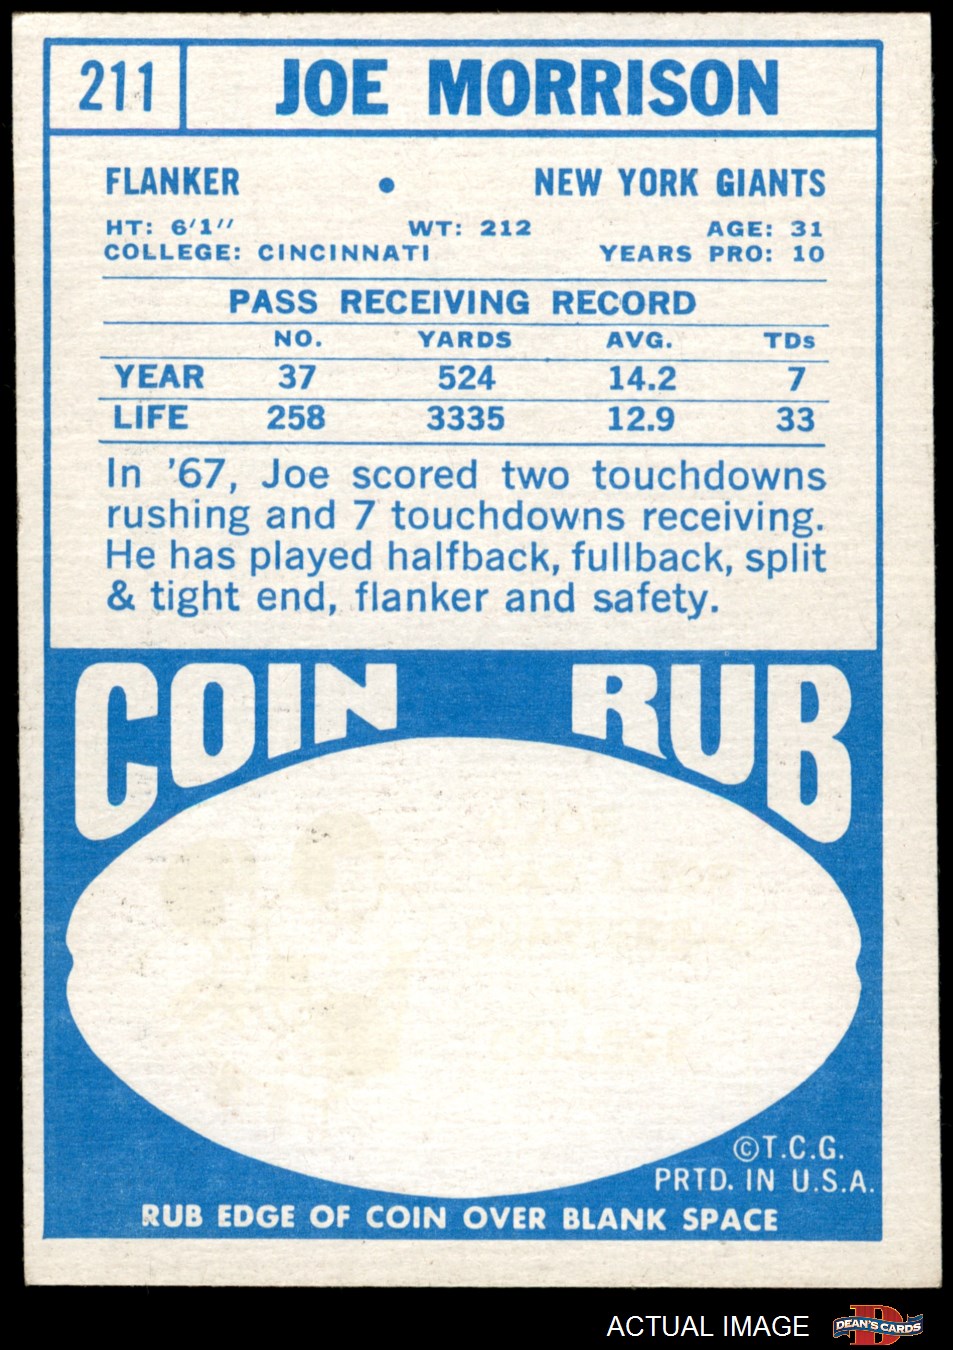 211 JOE MORRISON
FLANKER • NEW YORK GIANTS
HT: 6'1" WT: 212 AGE: 31
COLLEGE: CINCINNATI YEARS PRO: 10
PASS RECEIVING RECORD
NO. YARDS AVG. TDs
YEAR 37 524 14.2 7
LIFE 258 3335 12.9 33
In '67, Joe scored two touchdowns
rushing and 7 touchdowns receiving.
He has played halfback, fullback, split
& tight end, flanker and safety.
COIN RUB
©T.C.G.
PRTD. IN U.S.A.
RUB EDGE OF COIN OVER BLANK SPACE
ACTUAL IMAGE
DEAN'S CARDS